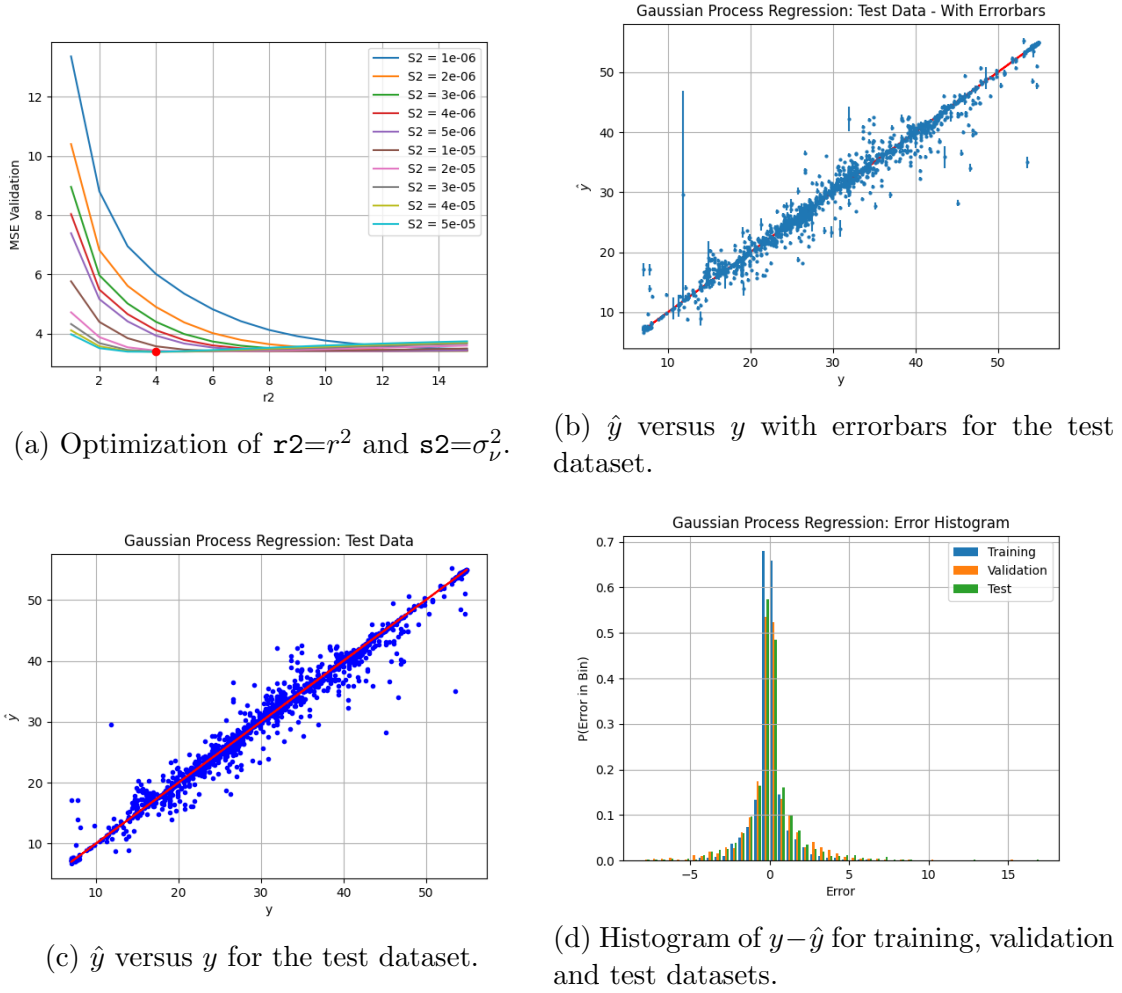 Gaussian Process Regression: Test Data - With Errorbars
MSE Validation
12
10
8
6
4
S2 = 1e-06
S2 = 2e-06
S2 = 3e-06
S2 = 4e-06
S2 = 5e-06
S2 = 1e-05
S2 = 2e-05
S2 = 3e-05
S2 = 4e-05
S2 = 5e-05
2 4 6 8 10 12 14
r2
(a) Optimization of r2=r² and s2=σ²ᵥ.
ŷ
50
40
30
20
10
10 20 30 40 50
y
(b) ŷ versus y with errorbars for the test
dataset.
Gaussian Process Regression: Test Data
ŷ
50
40
30
20
10
10 20 30 40 50
y
(c) ŷ versus y for the test dataset.
Gaussian Process Regression: Error Histogram
P(Error in Bin)
0.7
0.6
0.5
0.4
0.3
0.2
0.1
0.0
Training
Validation
Test
−5 0 5 10 15
Error
(d) Histogram of y−ŷ for training, validation
and test datasets.